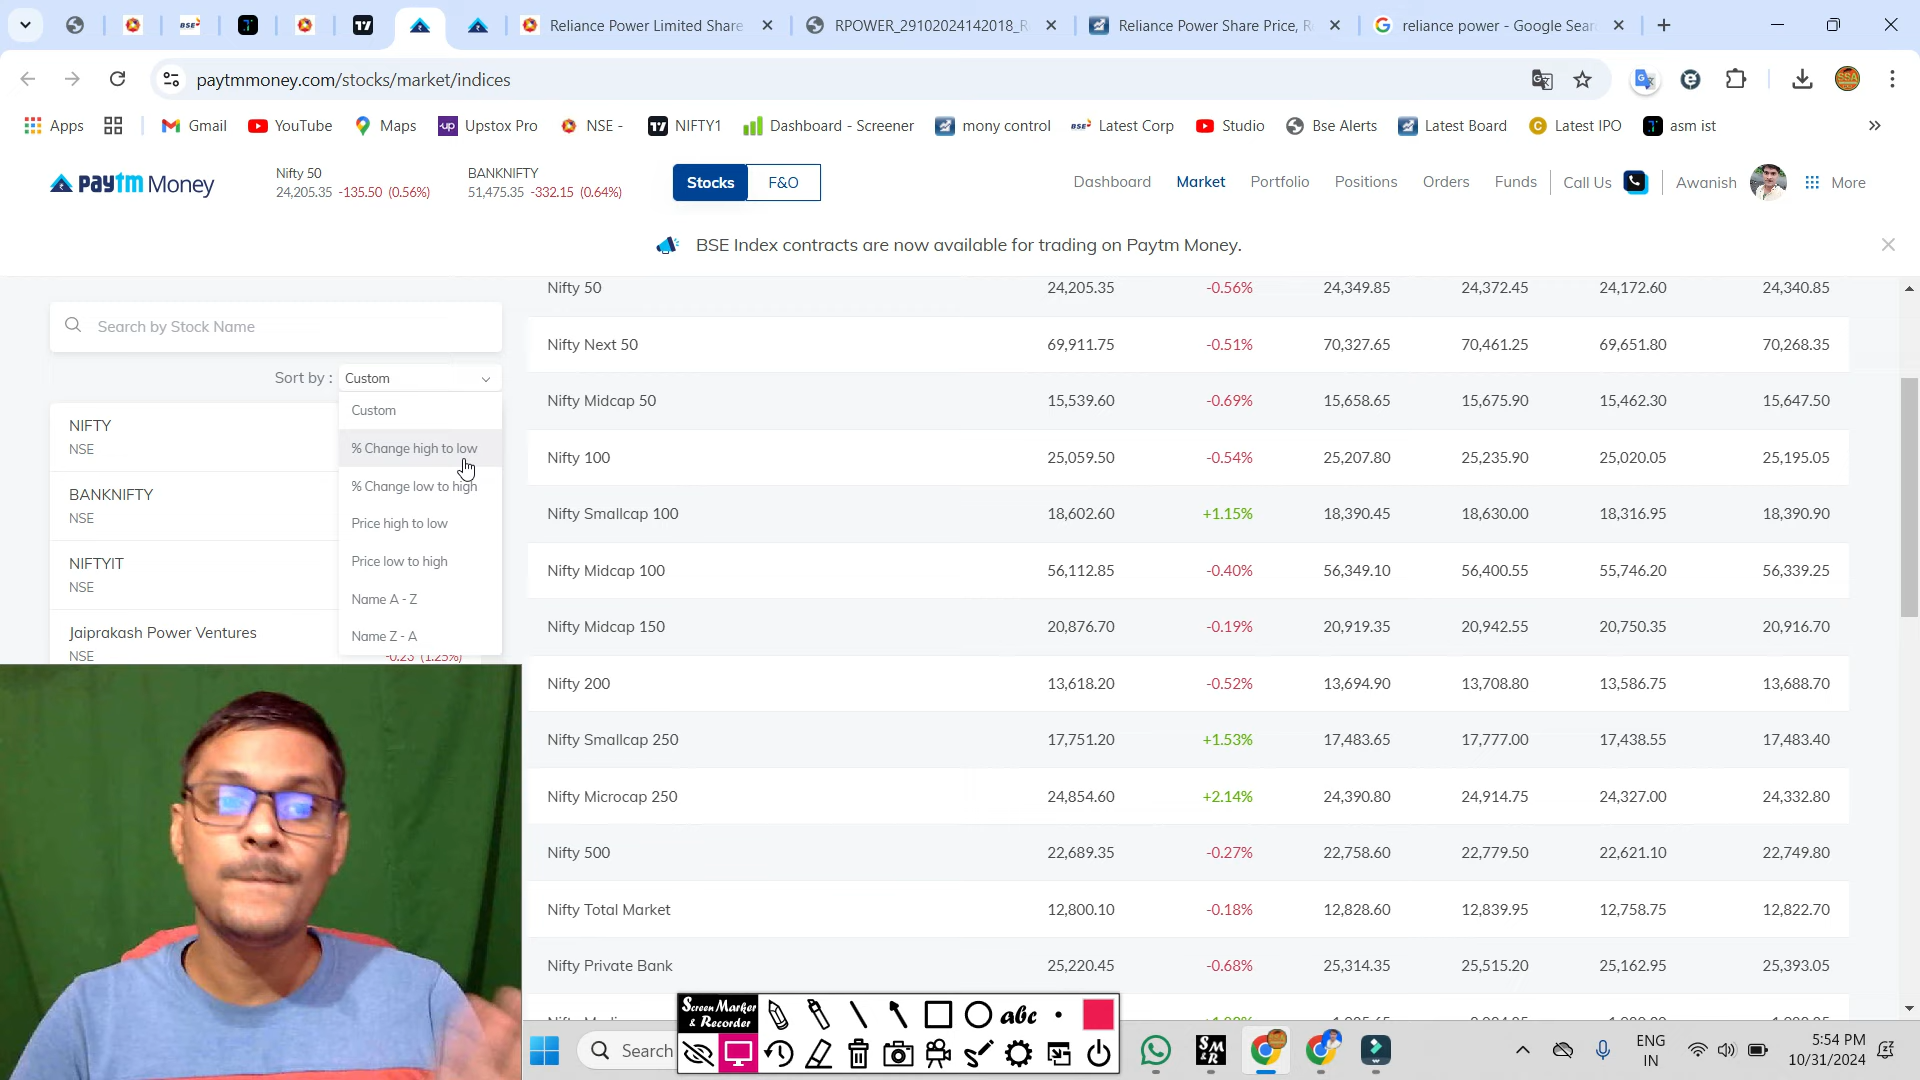 Reliance Power Limited Share
RPOWER_29102024142018_R
Reliance Power Share Price, R
reliance power - Google Sear
paytmmoney.com/stocks/market/indices
Apps Gmail YouTube Maps Upstox Pro NSE - NIFTY1 Dashboard - Screener mony control Latest Corp Studio Bse Alerts Latest Board Latest IPO asm ist
paytm Money
Nifty 50
24,205.35 -135.50 (0.56%)
BANKNIFTY
51,475.35 -332.15 (0.64%)
Stocks F&O
Dashboard Market Portfolio Positions Orders Funds Call Us Awanish More
BSE Index contracts are now available for trading on Paytm Money.
Search by Stock Name
Sort by : Custom
Custom
% Change high to low
% Change low to high
Price high to low
Price low to high
Name A - Z
Name Z - A
NIFTY
NSE
BANKNIFTY
NSE
NIFTYIT
NSE
Jaiprakash Power Ventures
NSE
-0.23 (1.25%)
Nifty 50 24,205.35 -0.56% 24,349.85 24,372.45 24,172.60 24,340.85
Nifty Next 50 69,911.75 -0.51% 70,327.65 70,461.25 69,651.80 70,268.35
Nifty Midcap 50 15,539.60 -0.69% 15,658.65 15,675.90 15,462.30 15,647.50
Nifty 100 25,059.50 -0.54% 25,207.80 25,235.90 25,020.05 25,195.05
Nifty Smallcap 100 18,602.60 +1.15% 18,390.45 18,630.00 18,316.95 18,390.90
Nifty Midcap 100 56,112.85 -0.40% 56,349.10 56,400.55 55,746.20 56,339.25
Nifty Midcap 150 20,876.70 -0.19% 20,919.35 20,942.55 20,750.35 20,916.70
Nifty 200 13,618.20 -0.52% 13,694.90 13,708.80 13,586.75 13,688.70
Nifty Smallcap 250 17,751.20 +1.53% 17,483.65 17,777.00 17,438.55 17,483.40
Nifty Microcap 250 24,854.60 +2.14% 24,390.80 24,914.75 24,327.00 24,332.80
Nifty 500 22,689.35 -0.27% 22,758.60 22,779.50 22,621.10 22,749.80
Nifty Total Market 12,800.10 -0.18% 12,828.60 12,839.95 12,758.75 12,822.70
Nifty Private Bank 25,220.45 -0.68% 25,314.35 25,515.20 25,162.95 25,393.05
Screen Marker
& Recorder
abc
Search
ENG
IN
5:54 PM
10/31/2024